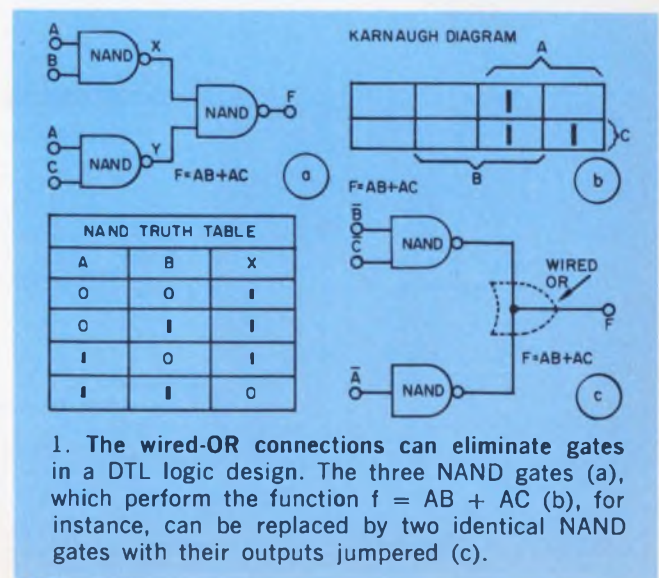 A
B
NAND
X
A
C
NAND
Y
NAND
F
F=AB+AC
a
KARNAUGH DIAGRAM
A
I
I I
C
B
b
F=AB+AC
NAND TRUTH TABLE
A B X
0 0 I
0 I I
I 0 I
I I 0
B̅
C̅
NAND
WIRED
OR
F
F=AB+AC
A̅
NAND
c
1. The wired-OR connections can eliminate gates
in a DTL logic design. The three NAND gates (a),
which perform the function f = AB + AC (b), for
instance, can be replaced by two identical NAND
gates with their outputs jumpered (c).